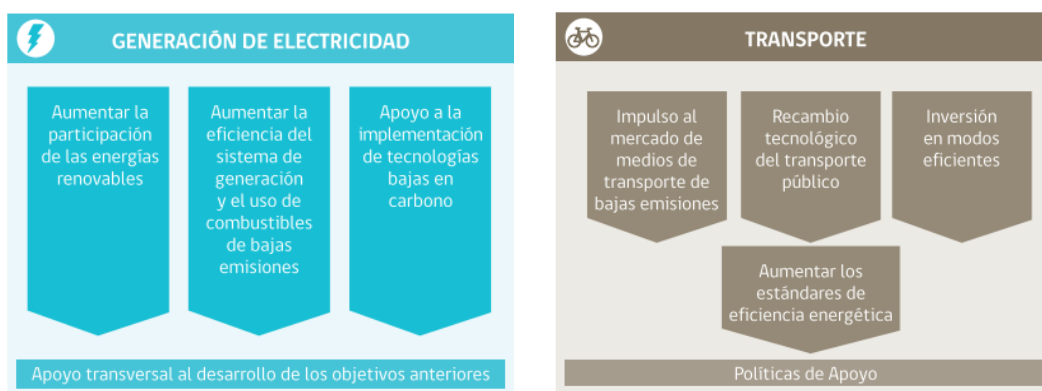 GENERACIÓN DE ELECTRICIDAD
Aumentar la
participación
de las energías
renovables
Aumentar la
eficiencia del
sistema de
generación
y el uso de
combustibles
de bajas
emisiones
Apoyo a la
implementación
de tecnologías
bajas en
carbono
Apoyo transversal al desarrollo de los objetivos anteriores
TRANSPORTE
Impulso al
mercado de
medios de
transporte de
bajas emisiones
Recambio
tecnológico
del transporte
público
Inversión
en modos
eficientes
Aumentar los
estándares de
eficiencia energética
Políticas de Apoyo